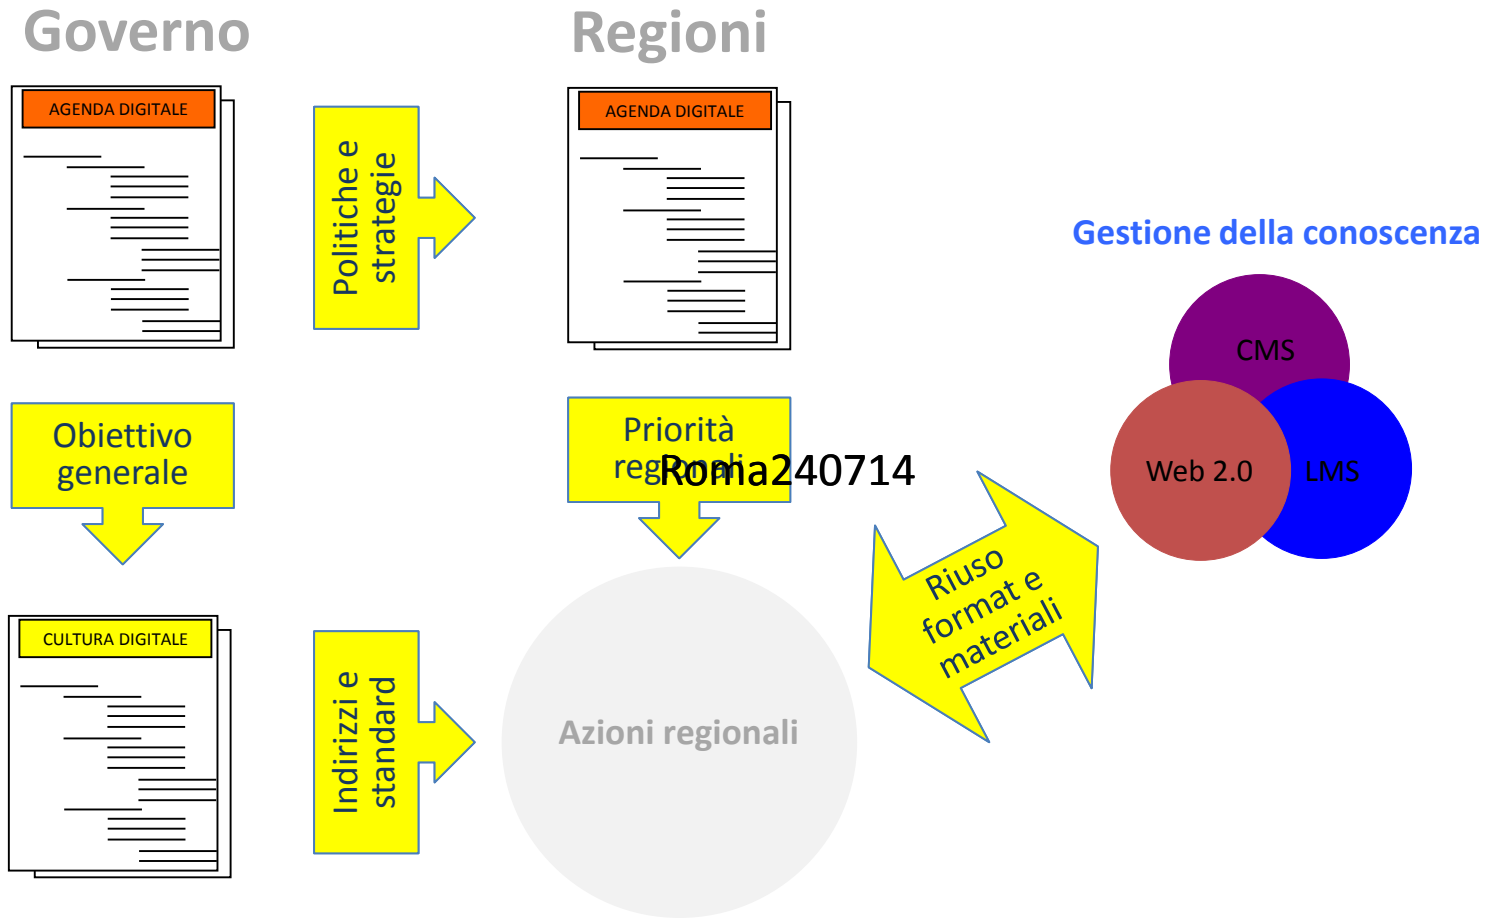 Governo
Regioni
AGENDA DIGITALE
Politiche e
strategie
AGENDA DIGITALE
Gestione della conoscenza
CMS
Web 2.0
LMS
Obiettivo
generale
Priorità
regionali
Roma240714
Riuso
format e
materiali
CULTURA DIGITALE
Indirizzi e
standard
Azioni regionali